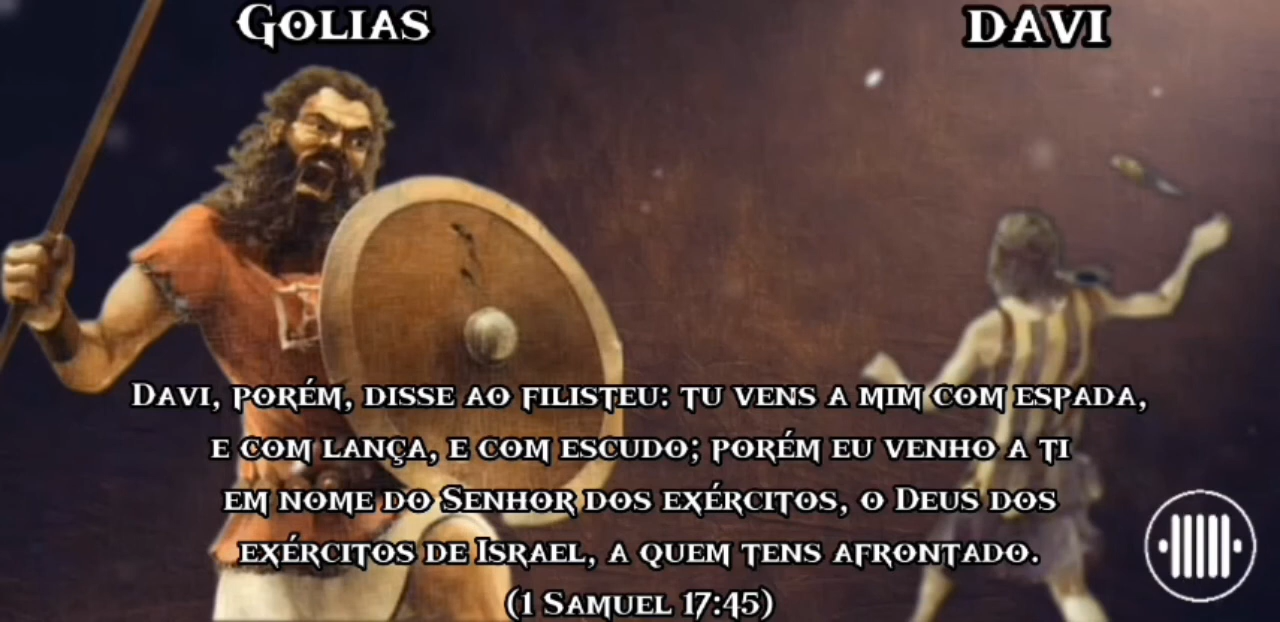 Golias
Davi
Davi, porém, disse ao filisteu: tu vens a mim com espada,
e com lança, e com escudo; porém eu venho a ti
em nome do Senhor dos exércitos, o Deus dos
exércitos de Israel, a quem tens afrontado.
(1 Samuel 17:45)